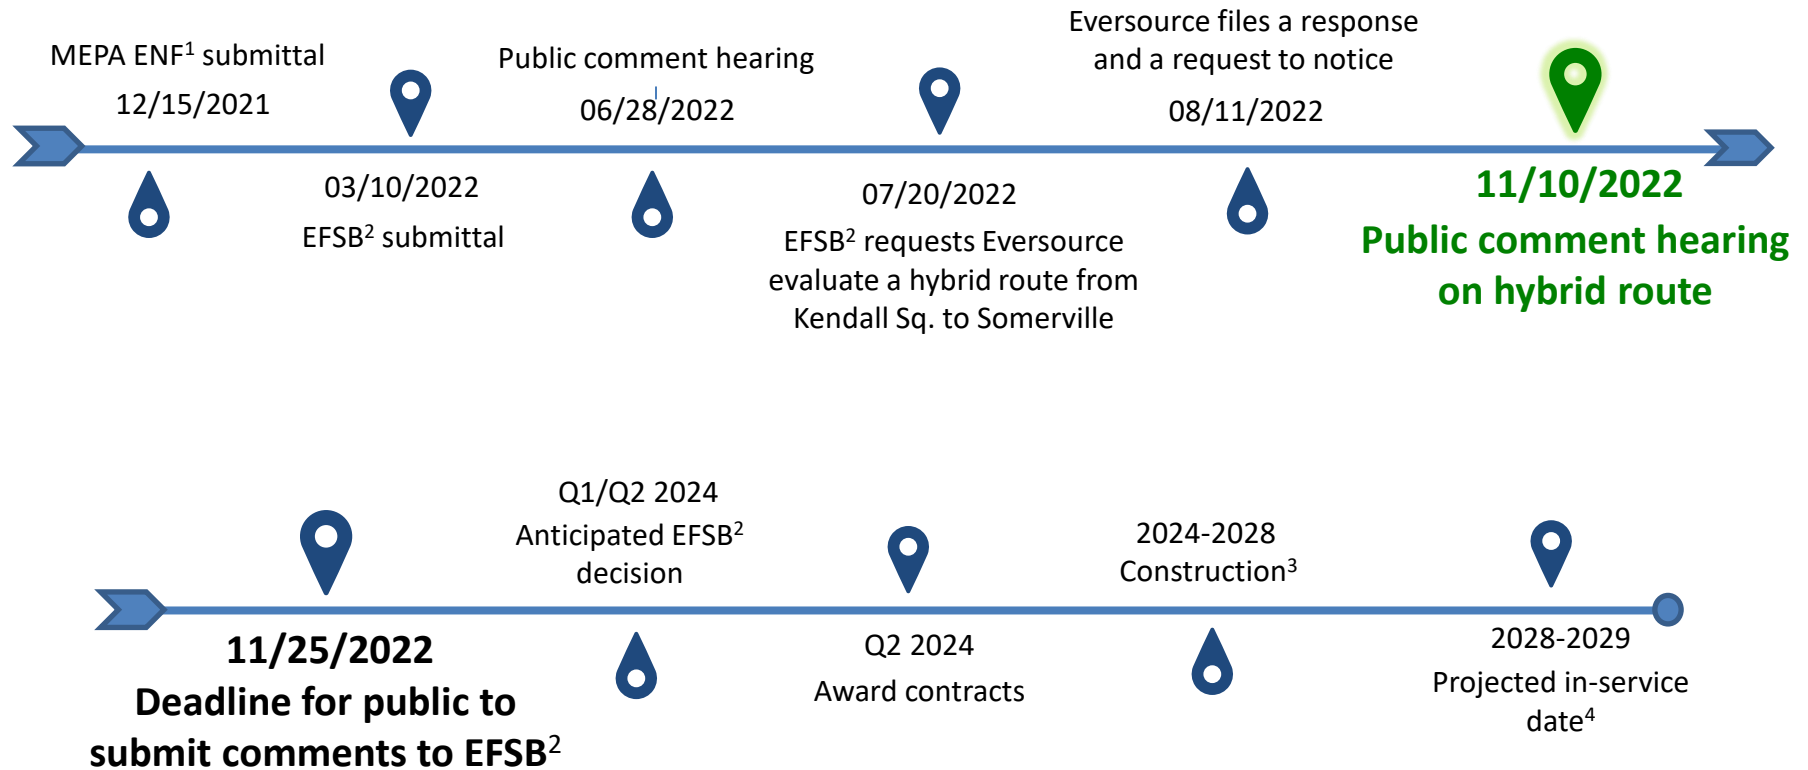 MEPA ENF¹ submittal
12/15/2021
03/10/2022
EFSB² submittal
Public comment hearing
06/28/2022
07/20/2022
EFSB² requests Eversource
evaluate a hybrid route from
Kendall Sq. to Somerville
Eversource files a response
and a request to notice
08/11/2022
11/10/2022
Public comment hearing
on hybrid route
11/25/2022
Deadline for public to
submit comments to EFSB²
Q1/Q2 2024
Anticipated EFSB²
decision
Q2 2024
Award contracts
2024-2028
Construction³
2028-2029
Projected in-service
date⁴